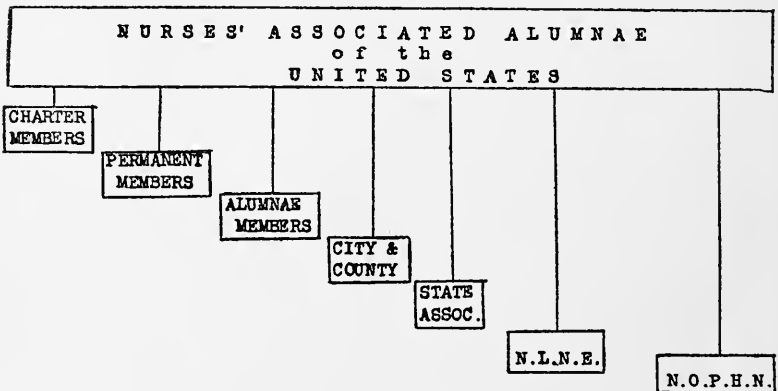 NURSES' ASSOCIATED ALUMNAE
of the
UNITED STATES
CHARTER
MEMBERS
PERMANENT
MEMBERS
ALUMNAE
MEMBERS
CITY &
COUNTY
STATE
ASSOC.
N.L.N.E.
N.O.P.H.N.